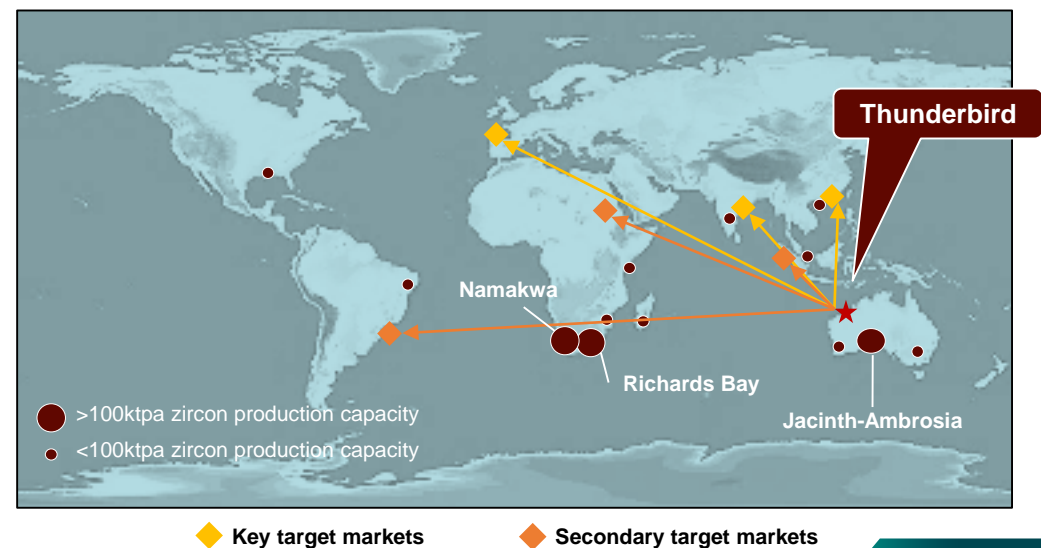 Thunderbird
Namakwa
Richards Bay
Jacinth-Ambrosia
>100ktpa zircon production capacity
<100ktpa zircon production capacity
Key target markets
Secondary target markets